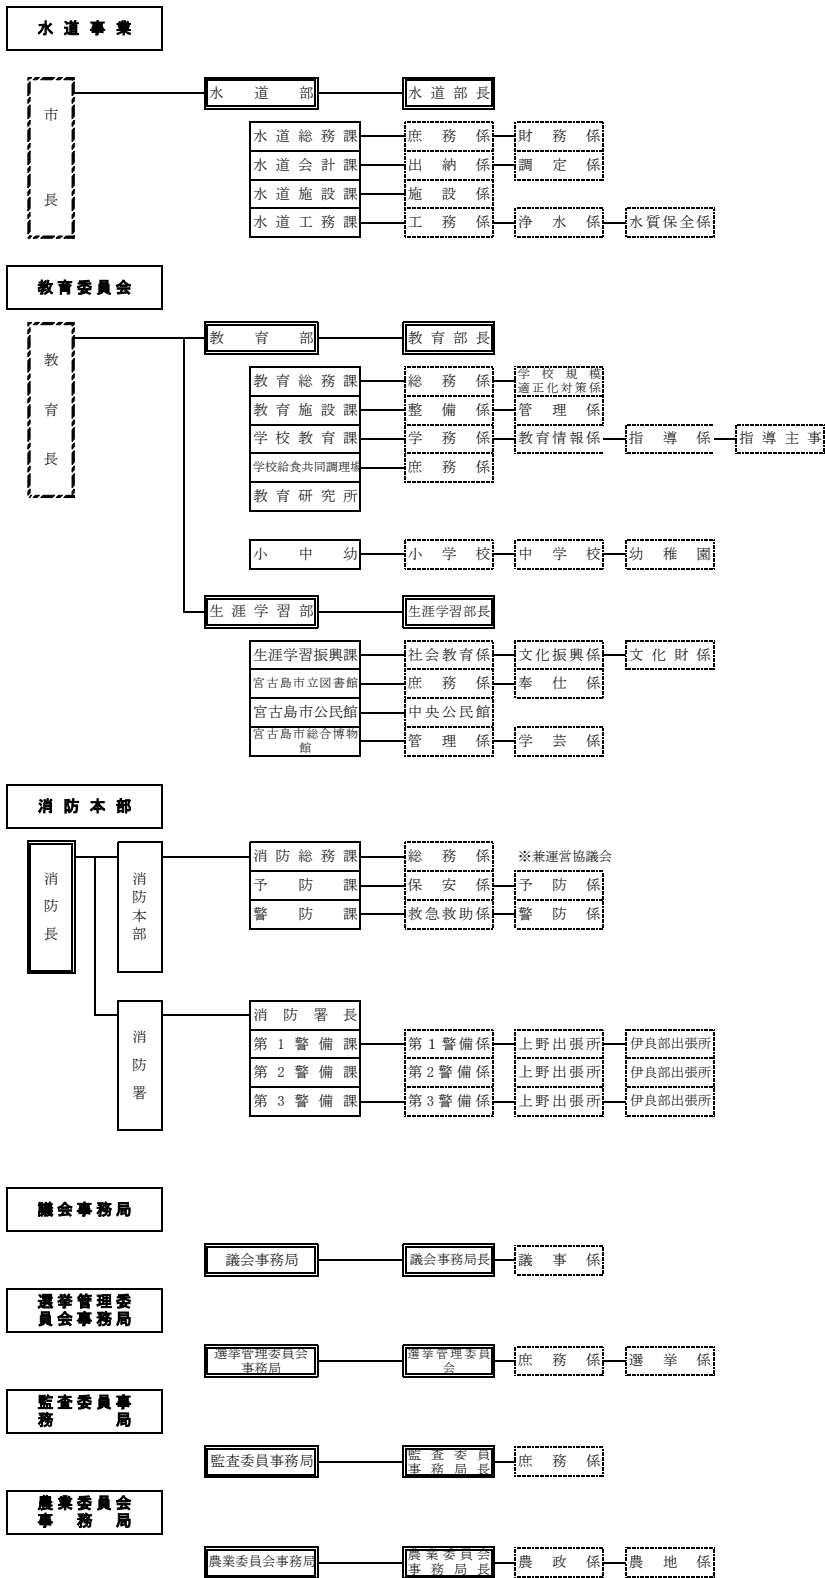 水道事業
市長 水道部 水道部長
水道総務課 庶務係 財務係
水道会計課 出納係 調定係
水道施設課 施設係
水道工務課 工務係 浄水係 水質保全係
教育委員会
教育長 教育部 教育部長
教育総務課 総務係 学校規模
適正化対策係
教育施設課 整備係 管理係
学校教育課 学務係 教育情報係 指導係 指導主事
学校給食共同調理場 庶務係
教育研究所
小中幼 小学校 中学校 幼稚園
生涯学習部 生涯学習部長
生涯学習振興課 社会教育係 文化振興係 文化財係
宮古島市立図書館 庶務係 奉仕係
宮古島市公民館 中央公民館
宮古島市総合博物
館 管理係 学芸係
消防本部
消防長 消防本部 消防総務課 総務係 ※兼運営協議会
予防課 保安係 予防係
警防課 救急救助係 警防係
消防署 消防署長
第1警備課 第1警備係 上野出張所 伊良部出張所
第2警備課 第2警備係 上野出張所 伊良部出張所
第3警備課 第3警備係 上野出張所 伊良部出張所
議会事務局
議会事務局 議会事務局長 議事係
選挙管理委
員会事務局
選挙管理委員会
事務局 選挙管理委員
会 庶務係 選挙係
監査委員事
務局
監査委員事務局 監査委員
事務局長 庶務係
農業委員会
事務局
農業委員会事務局 農業委員会
事務局長 農政係 農地係